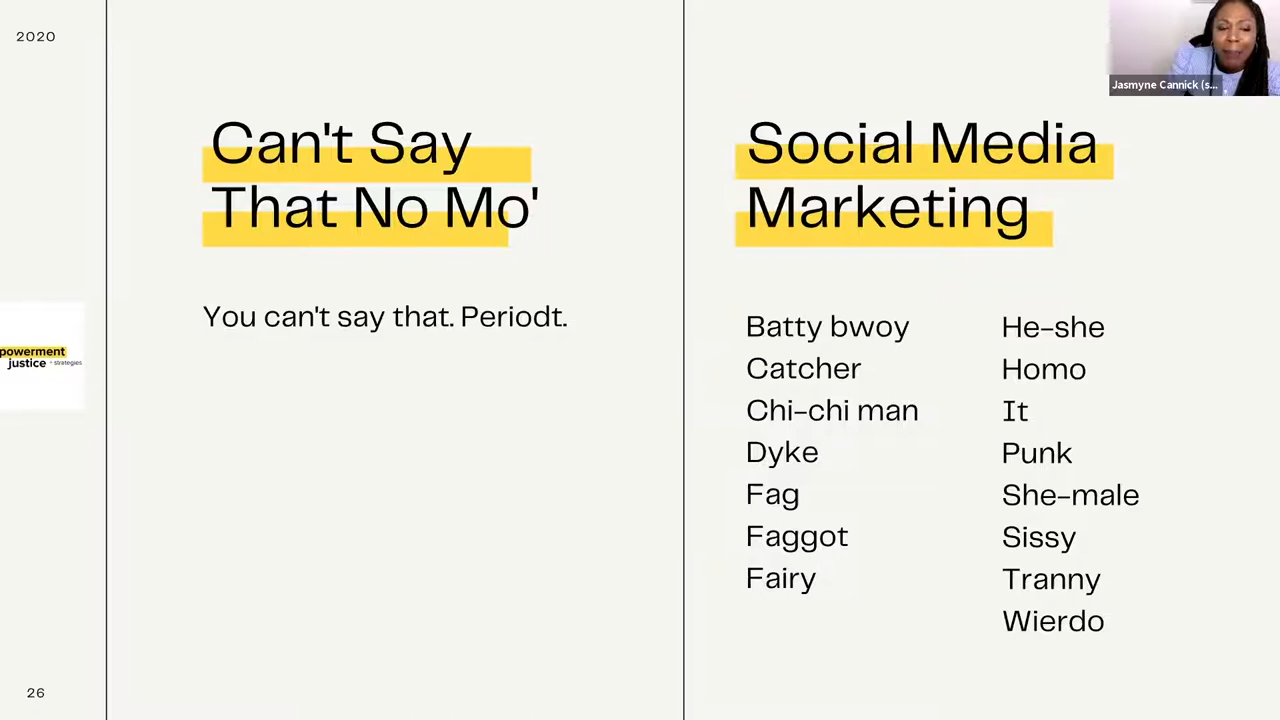 2020
Can't Say
That No Mo'
You can't say that. Periodt.
powerment
justice + strategies
26
Social Media
Marketing
Batty bwoy
Catcher
Chi-chi man
Dyke
Fag
Faggot
Fairy
He-she
Homo
It
Punk
She-male
Sissy
Tranny
Wierdo
Jasmyne Cannick (s...